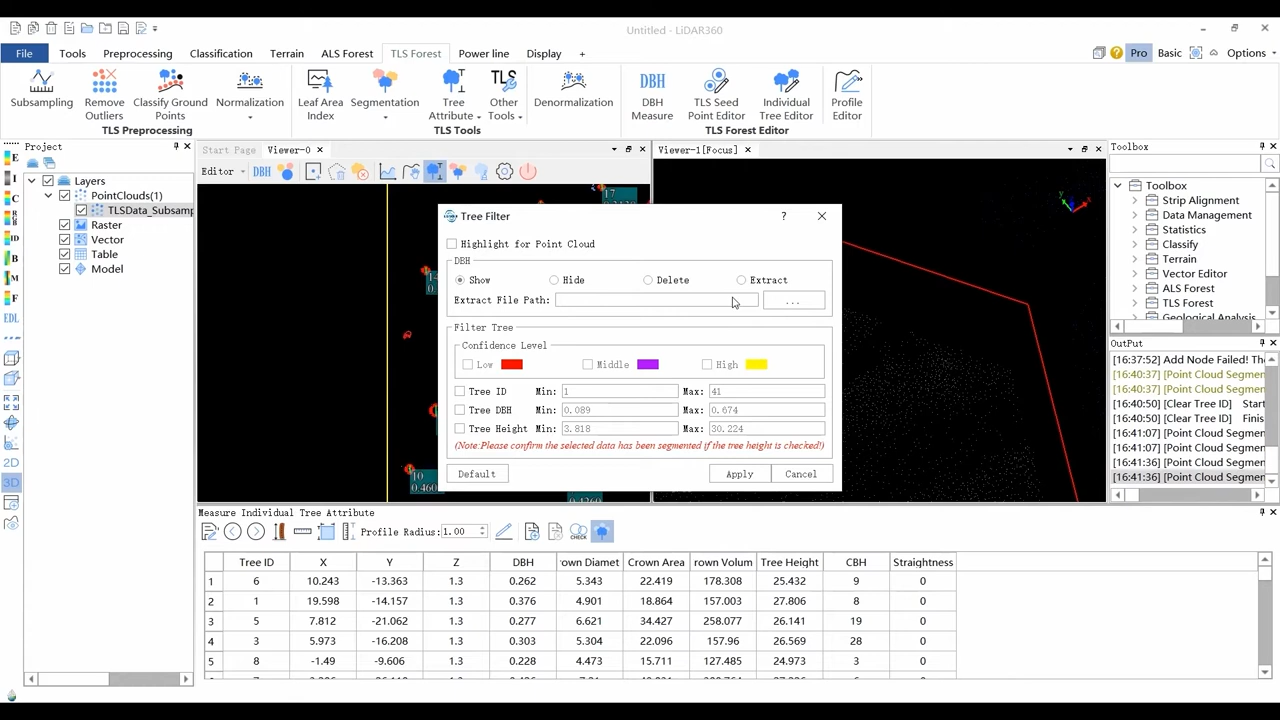 Untitled - LiDAR360
File Tools Preprocessing Classification Terrain ALS Forest TLS Forest Power line Display + Pro Basic Options
Subsampling Remove Outliers Classify Ground Points Normalization Leaf Area Index Segmentation Tree Attribute Other Tools Denormalization DBH Measure TLS Seed Point Editor Individual Tree Editor Profile Editor
TLS Preprocessing TLS Tools TLS Forest Editor
Project Start Page Viewer-0 Viewer-1[Focus] Toolbox
Editor DBH
Layers
PointClouds(1)
TLSData_Subsamp
Raster
Vector
Table
Model
E
I
C
ID
B
M
F
EDL
2D
3D
17
10
0.460
Tree Filter ?
Highlight for Point Cloud
DBH
Show Hide Delete Extract
Extract File Path: ...
Filter Tree
Confidence Level
Low Middle High
Tree ID Min: 1 Max: 41
Tree DBH Min: 0.089 Max: 0.674
Tree Height Min: 3.818 Max: 30.224
(Note:Please confirm the selected data has been segmented if the tree height is checked!)
Default Apply Cancel
Toolbox
Strip Alignment
Data Management
Statistics
Classify
Terrain
Vector Editor
ALS Forest
TLS Forest
Geological Analysis
OutPut
[16:37:52] [Add Node Failed! The
[16:40:37] [Point Cloud Segmen
[16:40:37] [Point Cloud Segmen
[16:40:50] [Clear Tree ID] Start
[16:40:50] [Clear Tree ID] Finis
[16:41:07] [Point Cloud Segmen
[16:41:07] [Point Cloud Segmen
[16:41:36] [Point Cloud Segmen
[16:41:36] [Point Cloud Segmen
Measure Individual Tree Attribute
Profile Radius: 1.00 CHECK
Tree ID X Y Z DBH rown Diamet Crown Area rown Volum Tree Height CBH Straightness
1 6 10.243 -13.363 1.3 0.262 5.343 22.419 178.308 25.432 9 0
2 1 19.598 -14.157 1.3 0.376 4.901 18.864 157.003 27.806 8 0
3 5 7.812 -21.062 1.3 0.277 6.621 34.427 258.077 26.141 19 0
4 3 5.973 -16.208 1.3 0.303 5.304 22.096 157.96 26.569 28 0
5 8 -1.49 -9.606 1.3 0.228 4.473 15.711 127.485 24.973 3 0